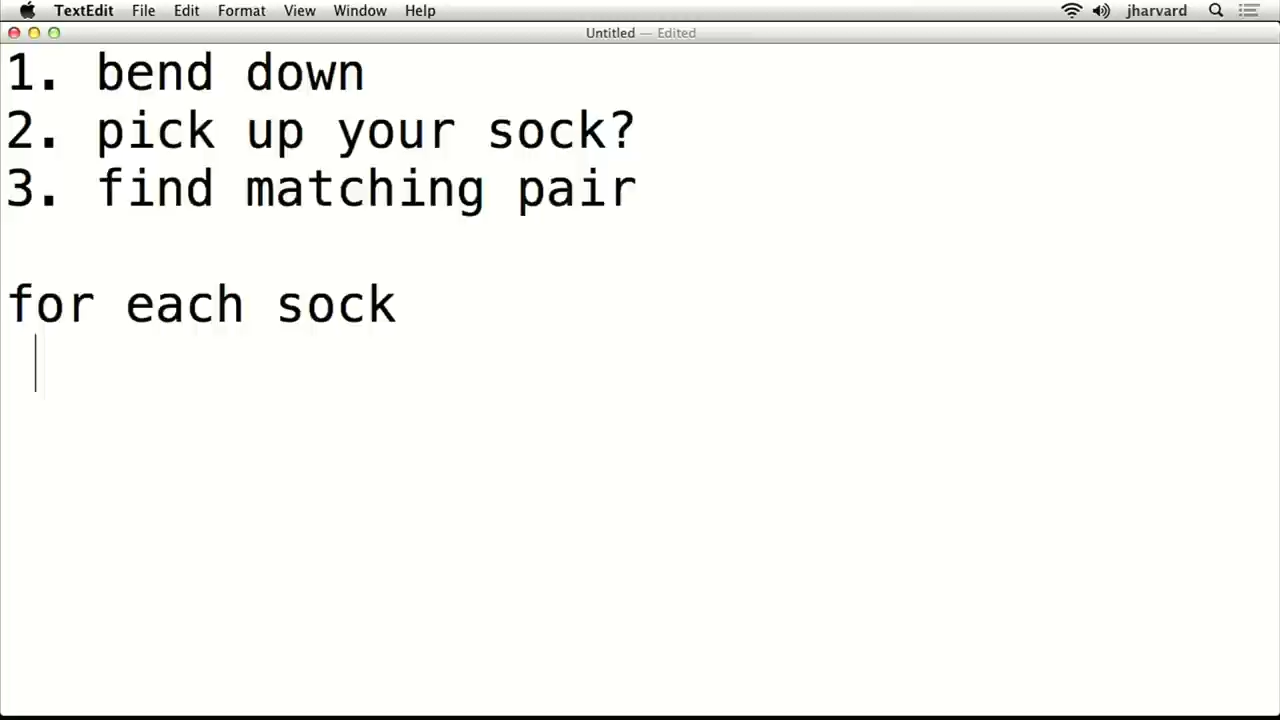 TextEdit File Edit Format View Window Help jharvard
Untitled — Edited
1. bend down
2. pick up your sock?
3. find matching pair
for each sock